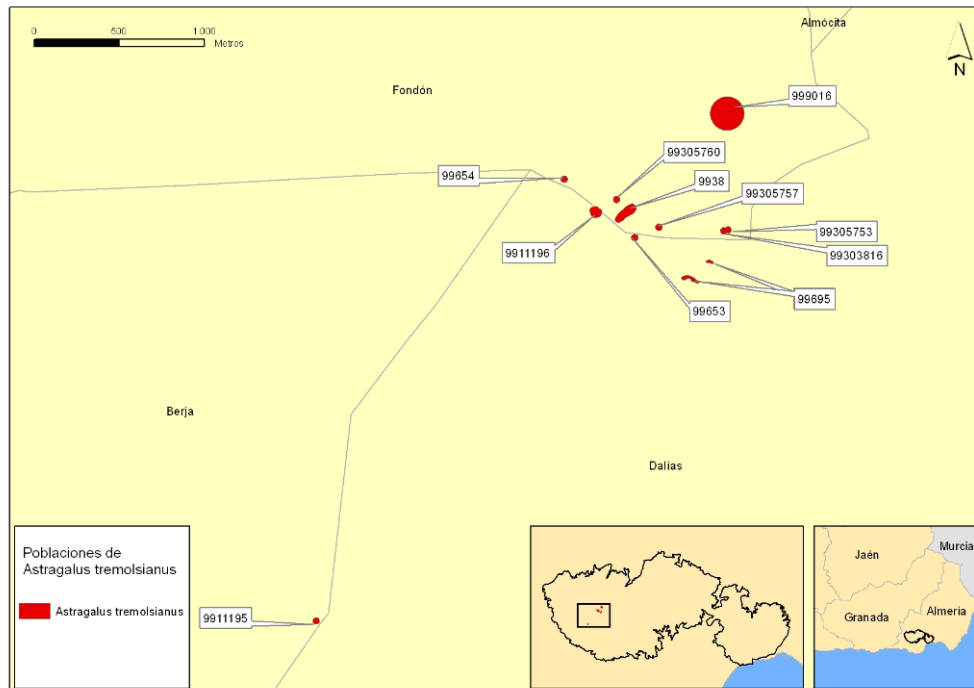 Almócita
0 500 1.000
Metros
N
Fondón
999016
99305760
99654
9938
99305757
99305753
9911196
99303816
99695
99653
Berja
Dalías
Poblaciones de
Astragalus tremolsianus
Astragalus tremolsianus
9911195
Jaén
Murcia
Granada
Almeria